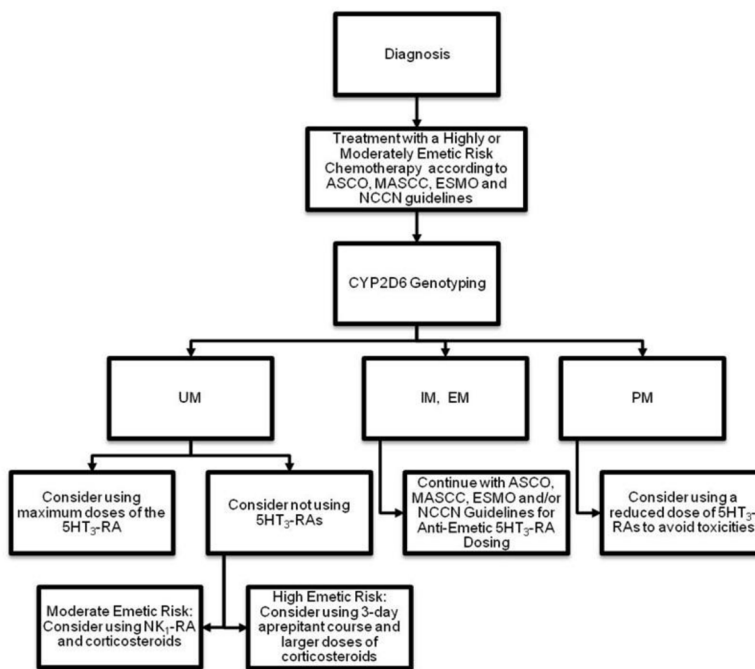 Diagnosis
Treatment with a Highly or
Moderately Emetic Risk
Chemotherapy according to
ASCO, MASCC, ESMO and
NCCN guidelines
CYP2D6 Genotyping
UM
IM, EM
PM
Consider using
maximum doses of the
5HT₃-RA
Consider not using
5HT₃-RAs
Continue with ASCO,
MASCC, ESMO and/or
NCCN Guidelines for
Anti-Emetic 5HT₃-RA
Dosing
Consider using a
reduced dose of 5HT₃-
RAs to avoid toxicities
Moderate Emetic Risk:
Consider using NK₁-RA
and corticosteroids
High Emetic Risk:
Consider using 3-day
aprepitant course and
larger doses of
corticosteroids